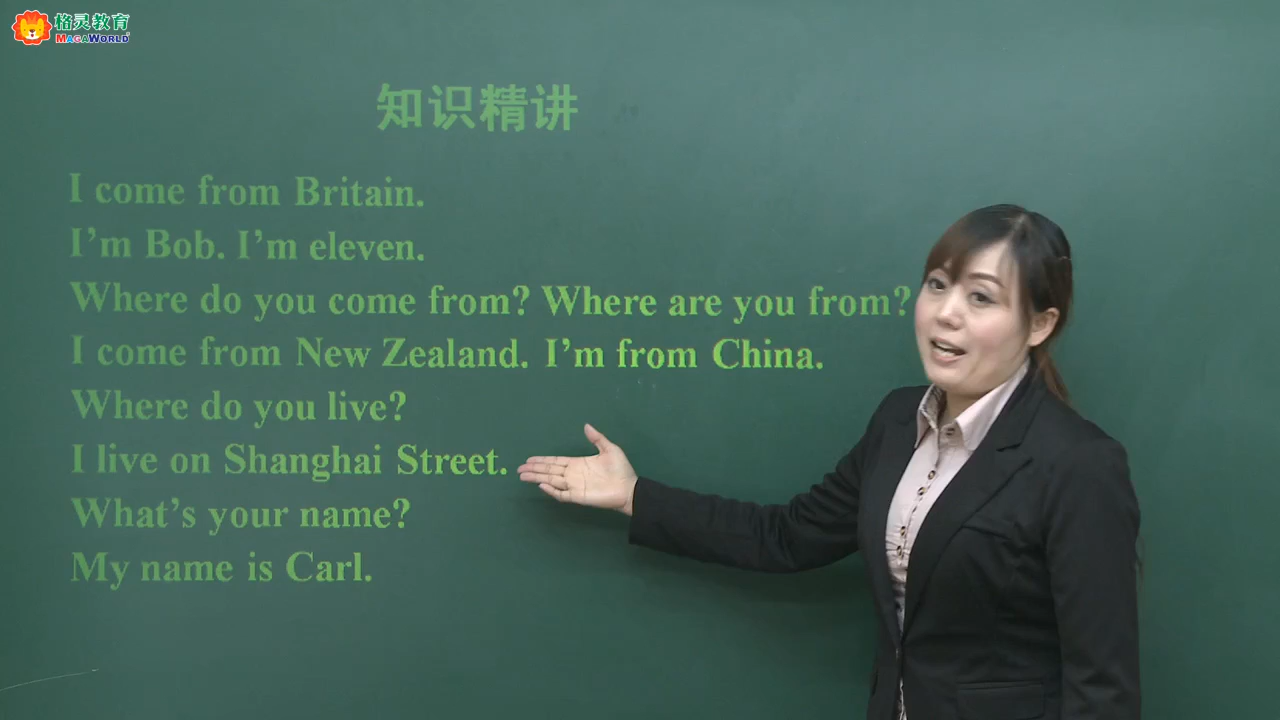 格灵教育
MAGAWORLD
知识精讲
I come from Britain.
I’m Bob. I’m eleven.
Where do you come from? Where are you from?
I come from New Zealand. I’m from China.
Where do you live?
I live on Shanghai Street.
What’s your name?
My name is Carl.